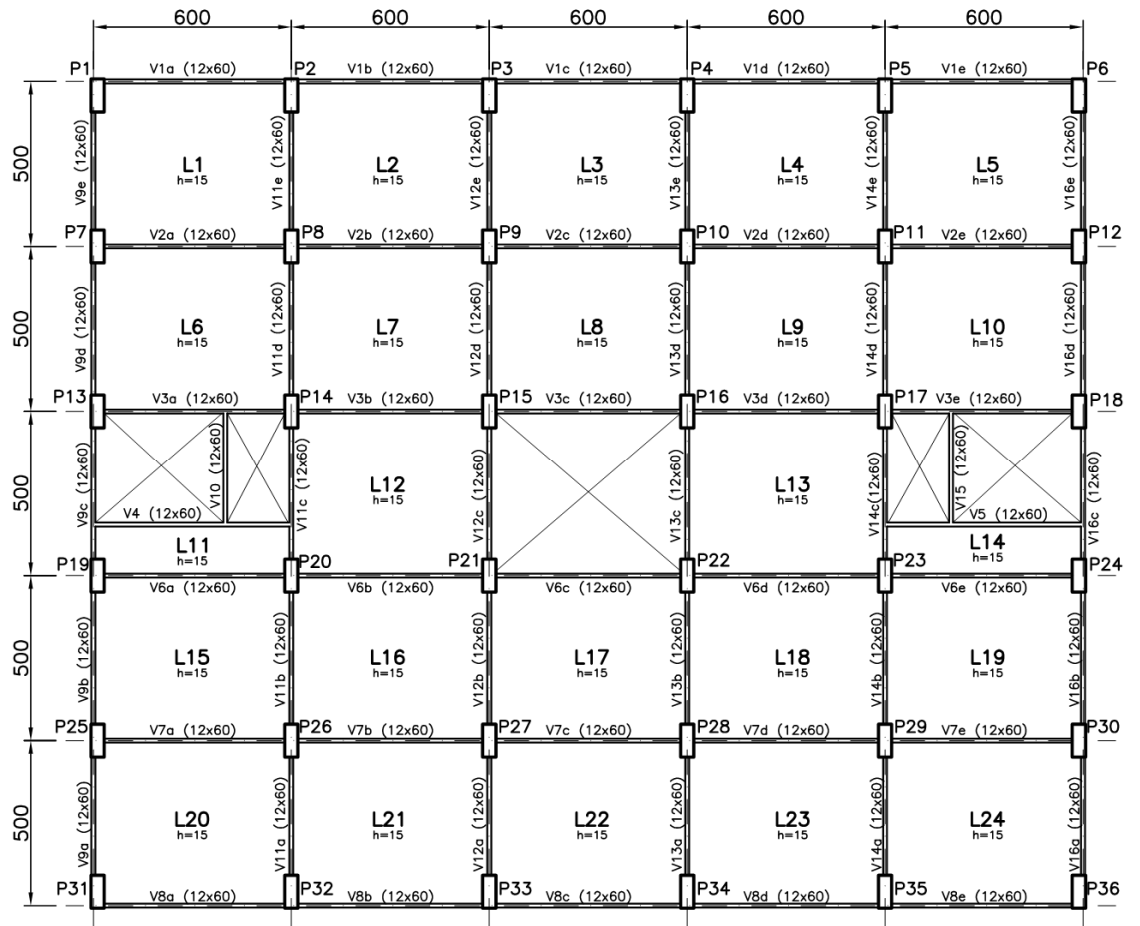 600 600 600 600 600
P1 V1a (12x60) P2 V1b (12x60) P3 V1c (12x60) P4 V1d (12x60) P5 V1e (12x60) P6
500
V9e (12x60) V11e (12x60) V12e (12x60) V13e (12x60) V14e (12x60) V16e (12x60)
L1 L2 L3 L4 L5
h=15 h=15 h=15 h=15 h=15
P7 V2a (12x60) P8 V2b (12x60) P9 V2c (12x60) P10 V2d (12x60) P11 V2e (12x60) P12
500
V9d (12x60) V11d (12x60) V12d (12x60) V13d (12x60) V14d (12x60) V16d (12x60)
L6 L7 L8 L9 L10
h=15 h=15 h=15 h=15 h=15
P13 V3a (12x60) P14 V3b (12x60) P15 V3c (12x60) P16 V3d (12x60) P17 V3e (12x60) P18
500
V9c (12x60) V10 (12x60) V11c (12x60) V12c (12x60) V13c (12x60) V14c(12x60) V15 (12x60) V16c (12x60)
L12 L13
h=15 h=15
V4 (12x60) V5 (12x60)
L11 L14
h=15 h=15
P19 V6a (12x60) P20 V6b (12x60) P21 V6c (12x60) P22 V6d (12x60) P23 V6e (12x60) P24
500
V9b (12x60) V11b (12x60) V12b (12x60) V13b (12x60) V14b (12x60) V16b (12x60)
L15 L16 L17 L18 L19
h=15 h=15 h=15 h=15 h=15
P25 V7a (12x60) P26 V7b (12x60) P27 V7c (12x60) P28 V7d (12x60) P29 V7e (12x60) P30
500
V9a (12x60) V11a (12x60) V12a (12x60) V13a (12x60) V14a (12x60) V16a (12x60)
L20 L21 L22 L23 L24
h=15 h=15 h=15 h=15 h=15
P31 V8a (12x60) P32 V8b (12x60) P33 V8c (12x60) P34 V8d (12x60) P35 V8e (12x60) P36